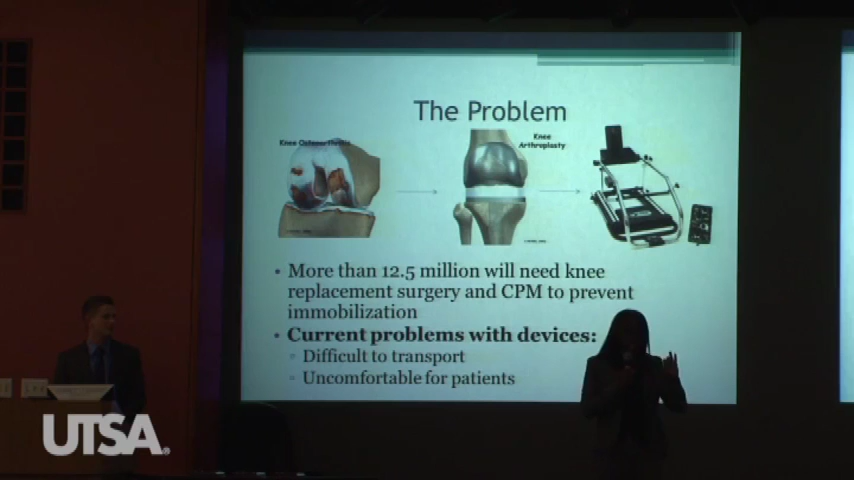 The Problem
Knee Osteoarthritis
Knee
Arthroplasty
• More than 12.5 million will need knee
replacement surgery and CPM to prevent
immobilization
• Current problems with devices:
▫ Difficult to transport
▫ Uncomfortable for patients
UTSA®